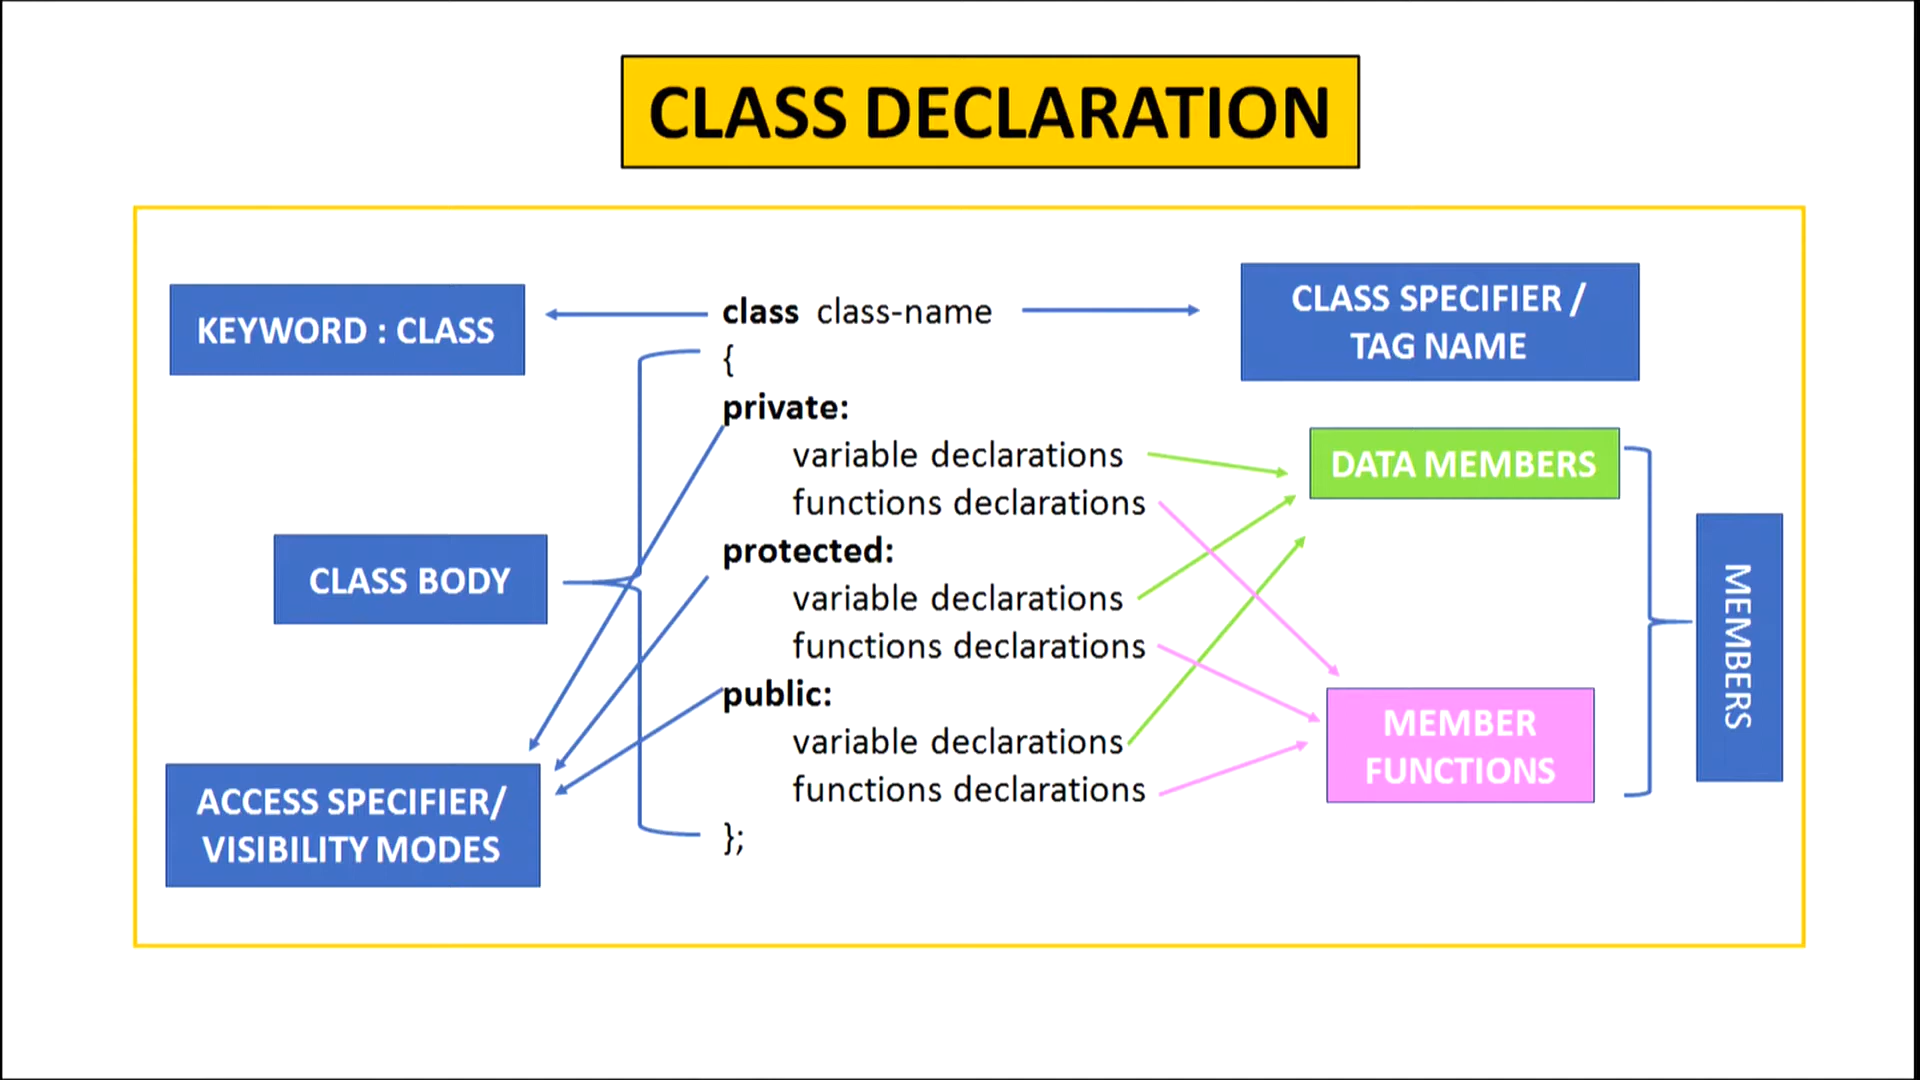 CLASS DECLARATION
KEYWORD : CLASS
class class-name
CLASS SPECIFIER /
TAG NAME
{
private:
variable declarations
functions declarations
protected:
variable declarations
functions declarations
public:
variable declarations
functions declarations
};
CLASS BODY
ACCESS SPECIFIER/
VISIBILITY MODES
DATA MEMBERS
MEMBER
FUNCTIONS
MEMBERS